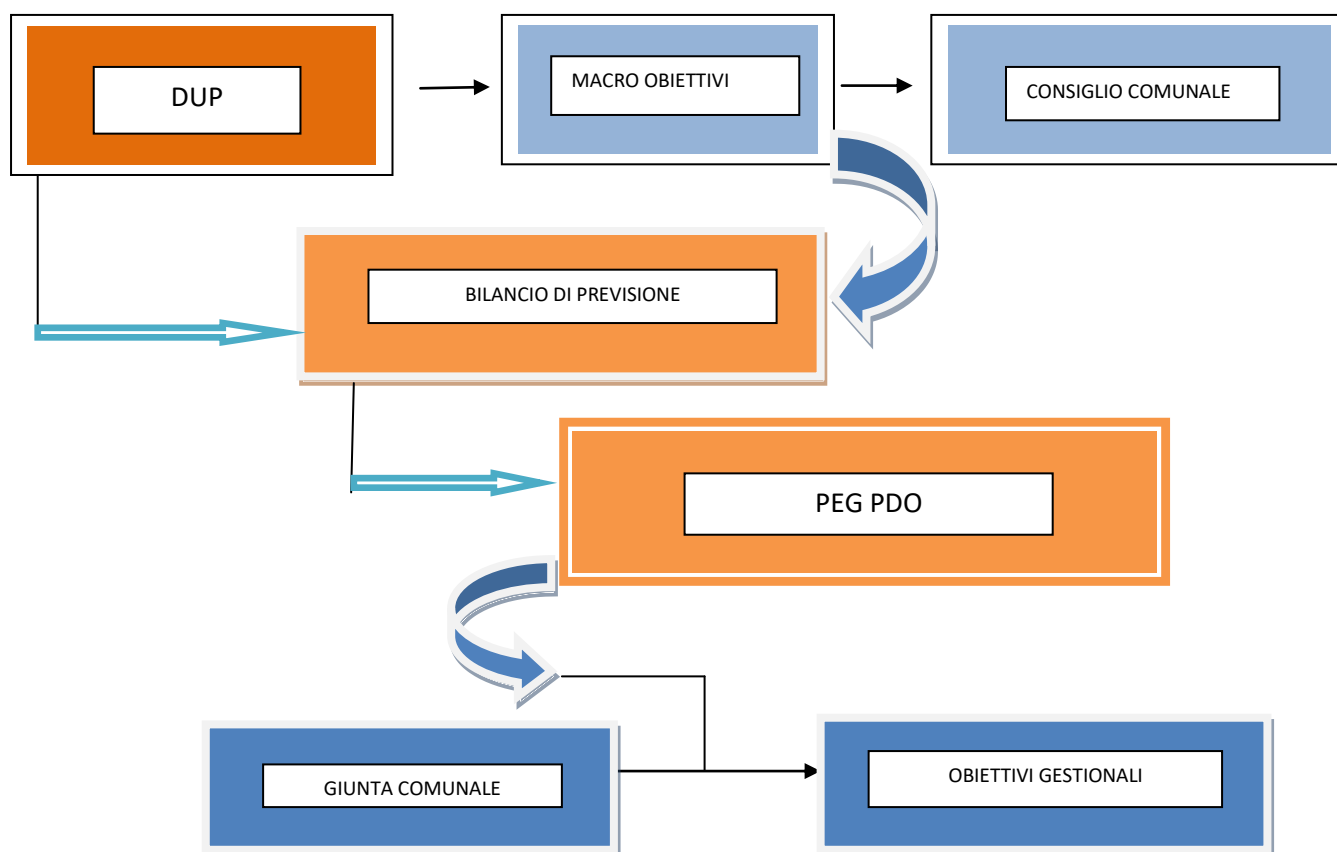 DUP
MACRO OBIETTIVI
CONSIGLIO COMUNALE
BILANCIO DI PREVISIONE
PEG PDO
GIUNTA COMUNALE
OBIETTIVI GESTIONALI